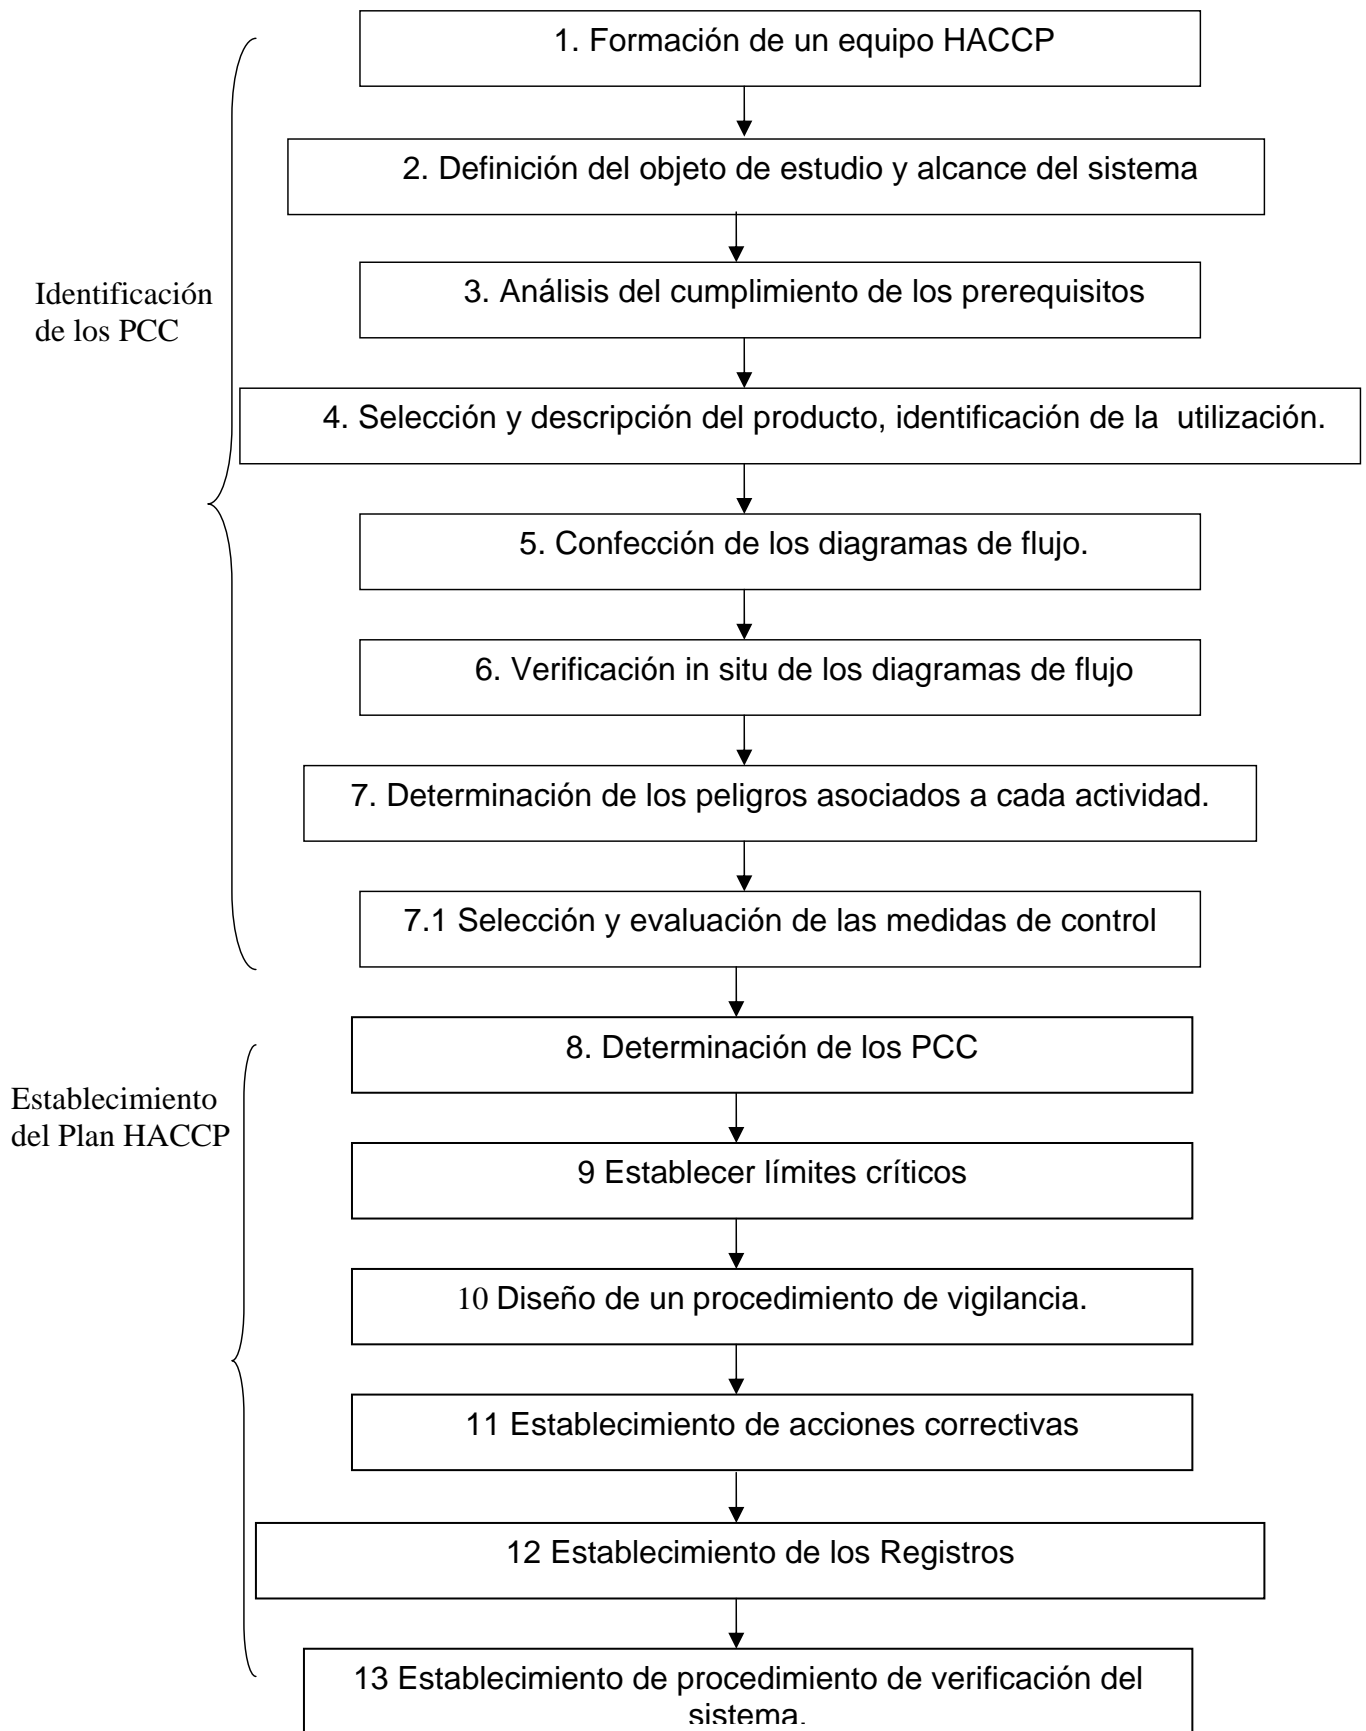 1. Formación de un equipo HACCP
2. Definición del objeto de estudio y alcance del sistema
Identificación
de los PCC
3. Análisis del cumplimiento de los prerequisitos
4. Selección y descripción del producto, identificación de la utilización.
5. Confección de los diagramas de flujo.
6. Verificación in situ de los diagramas de flujo
7. Determinación de los peligros asociados a cada actividad.
7.1 Selección y evaluación de las medidas de control
8. Determinación de los PCC
Establecimiento
del Plan HACCP
9 Establecer límites críticos
10 Diseño de un procedimiento de vigilancia.
11 Establecimiento de acciones correctivas
12 Establecimiento de los Registros
13 Establecimiento de procedimiento de verificación del
sistema.